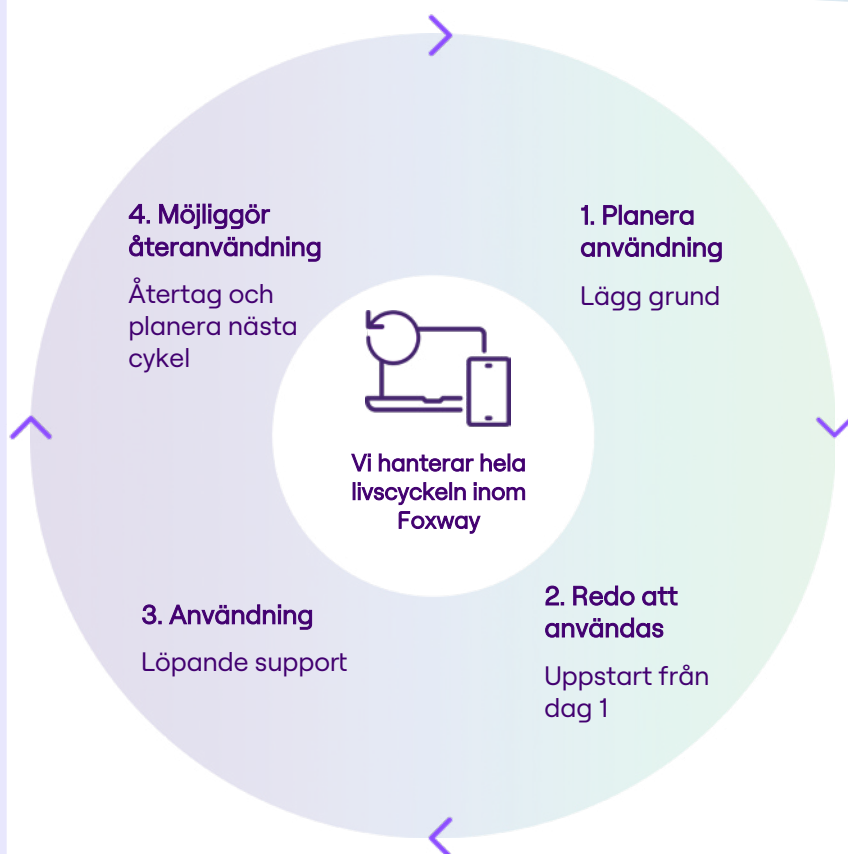 1. Planera
användning
Lägg grund
2. Redo att
användas
Uppstart från
dag 1
3. Användning
Löpande support
4. Möjliggör
återanvändning
Återtag och
planera nästa
cykel
Vi hanterar hela
livscyckeln inom
Foxway